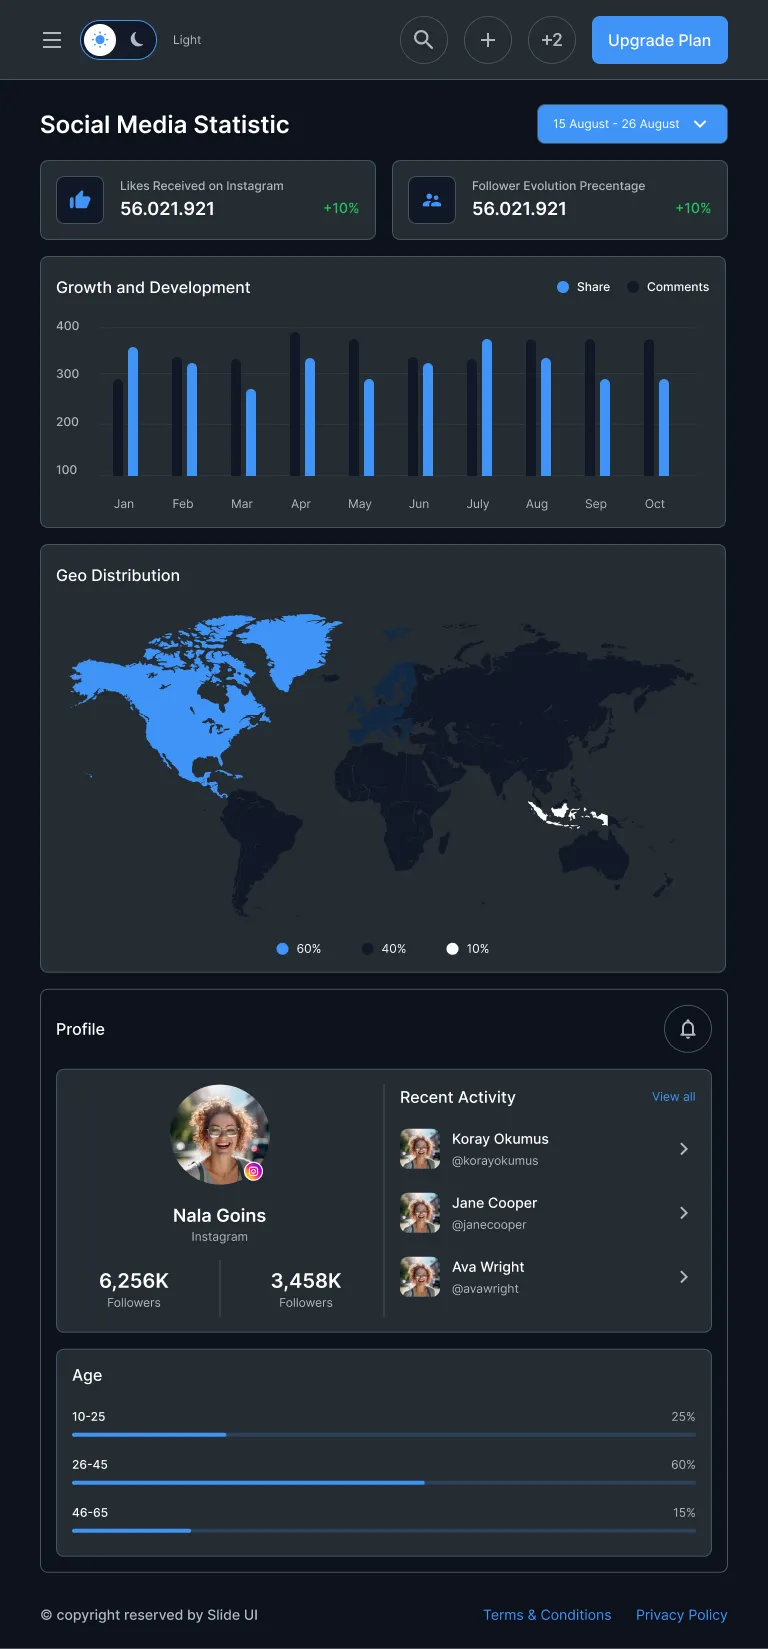 Light
+2
Upgrade Plan
Social Media Statistic
15 August - 26 August
Likes Received on Instagram
56.021.921
+10%
Follower Evolution Precentage
56.021.921
+10%
Growth and Development
Share
Comments
400
300
200
100
Jan
Feb
Mar
Apr
May
Jun
July
Aug
Sep
Oct
Geo Distribution
60%
40%
10%
Profile
Nala Goins
Instagram
6,256K
Followers
3,458K
Followers
Recent Activity
View all
Koray Okumus
@korayokumus
Jane Cooper
@janecooper
Ava Wright
@avawright
Age
10-25
25%
26-45
60%
46-65
15%
© copyright reserved by Slide UI
Terms & Conditions
Privacy Policy